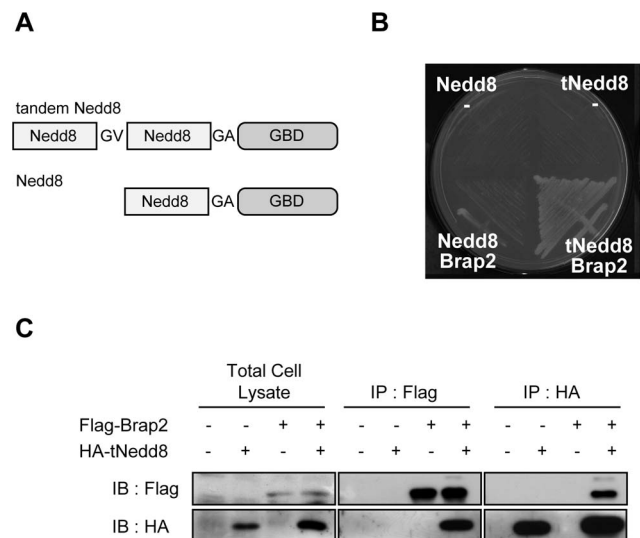 A
tandem Nedd8
Nedd8 GV Nedd8 GA GBD
Nedd8
Nedd8 GA GBD
B
Nedd8 tNedd8
- -
Nedd8 tNedd8
Brap2 Brap2
C
Total Cell
Lysate IP : Flag IP : HA
Flag-Brap2 - - + + - - + + - - + +
HA-tNedd8 - + - + - + - + - + - +
IB : Flag
IB : HA